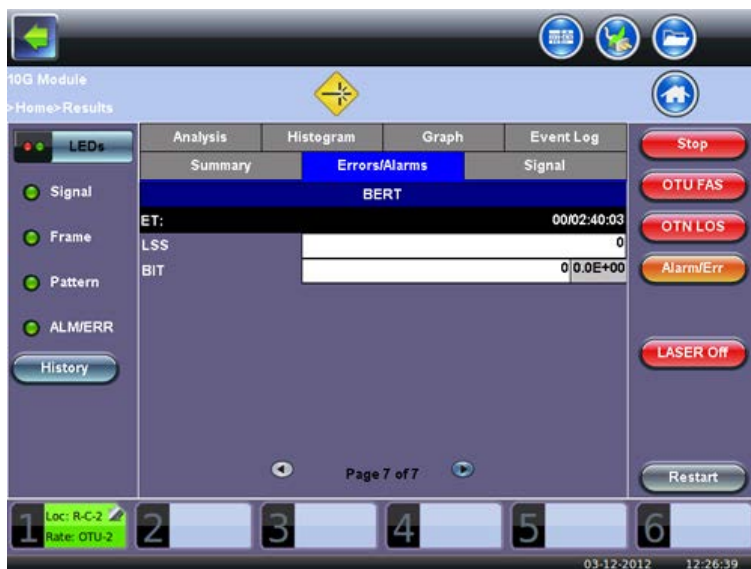 10G Module
>Home>Results
LEDs
Analysis Histogram Graph Event Log
Stop
Summary Errors/Alarms Signal
Signal
BERT
OTU FAS
ET: 00/02:40:03
OTN LOS
Frame
LSS 0
Alarm/Err
Pattern
BIT 0 0.0E+00
ALM/ERR
LASER Off
History
Page 7 of 7
Restart
1 Loc: R-C-2
Rate: OTU-2
2 3 4 5 6
03-12-2012 12:26:39